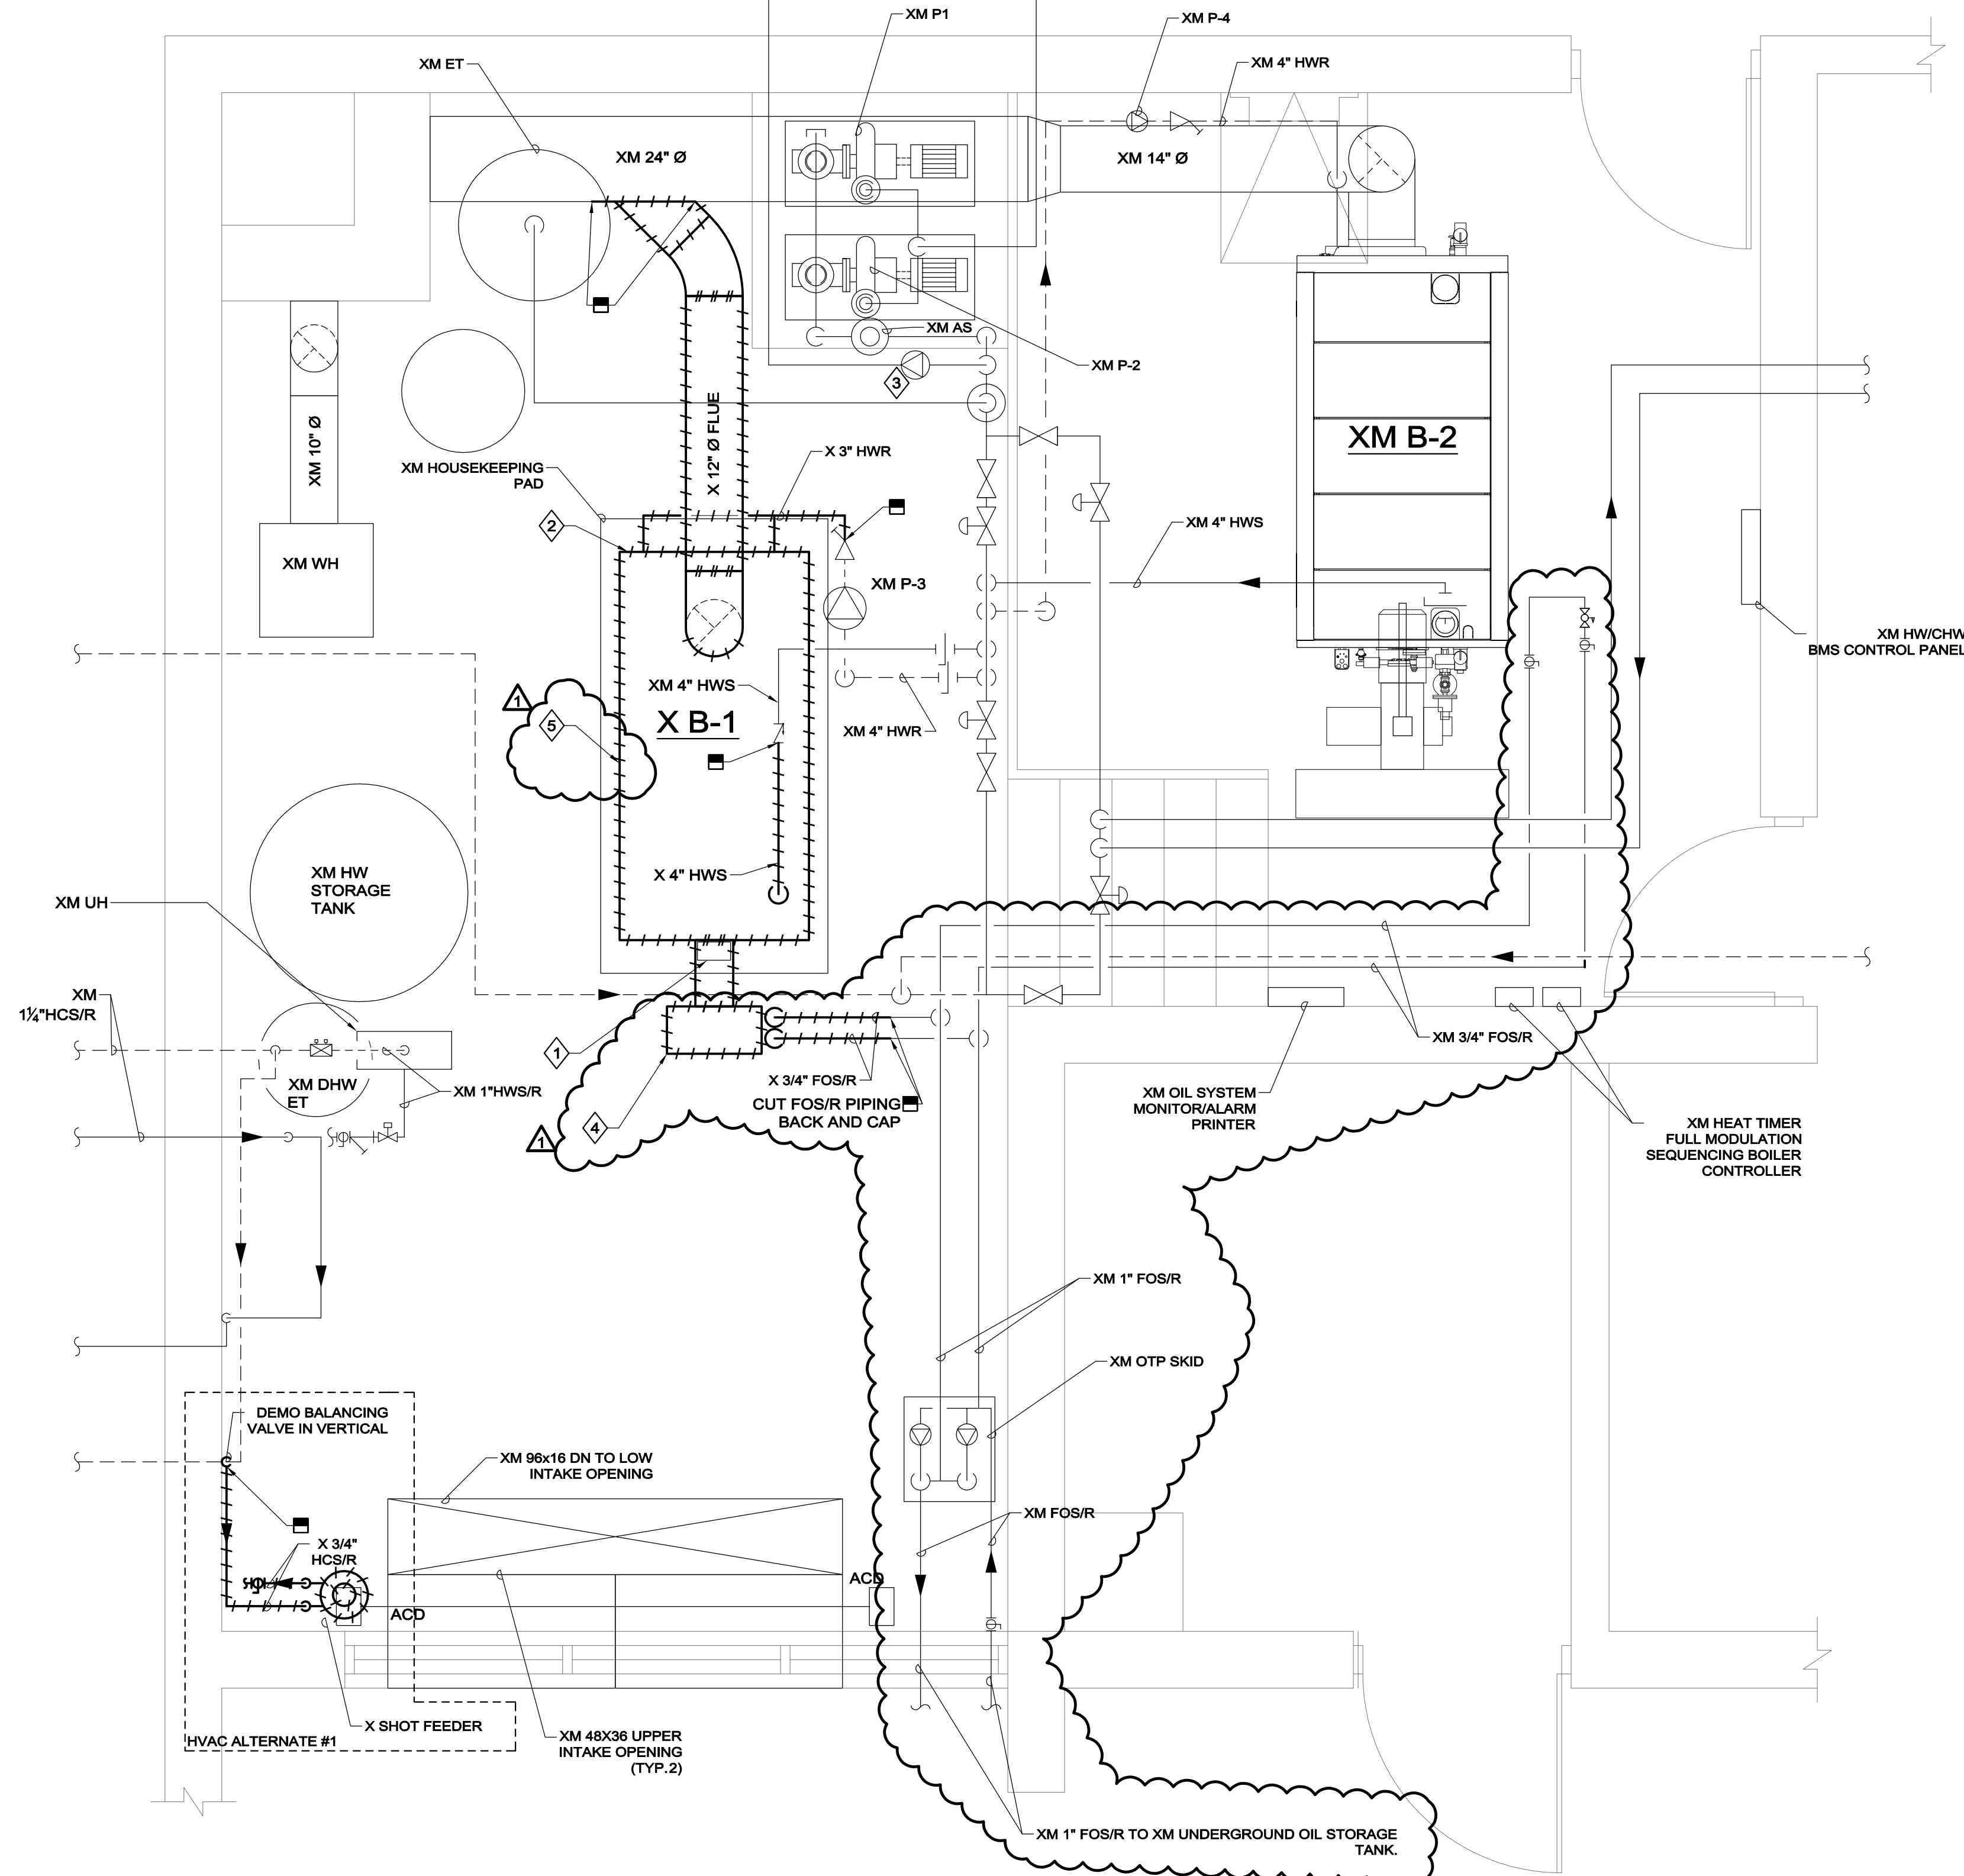 XM P1
XM P-4
XM ET
XM 4" HWR
XM 24" Ø
XM 14" Ø
XM AS
XM P-2
3
XM 10" Ø
X 12" Ø FLUE
XM B-2
X 3" HWR
XM HOUSEKEEPING
PAD
2
XM 4" HWS
XM WH
XM P-3
XM HW/CHW
BMS CONTROL PANEL
XM 4" HWS
1
5
X B-1
XM 4" HWR
XM HW
STORAGE
TANK
X 4" HWS
XM UH
XM
1¼"HCS/R
XM 3/4" FOS/R
1
XM DHW
ET
XM 1"HWS/R
X 3/4" FOS/R
CUT FOS/R PIPING
BACK AND CAP
XM OIL SYSTEM
MONITOR/ALARM
PRINTER
4
1
XM HEAT TIMER
FULL MODULATION
SEQUENCING BOILER
CONTROLLER
XM 1" FOS/R
XM OTP SKID
DEMO BALANCING
VALVE IN VERTICAL
XM 96x16 DN TO LOW
INTAKE OPENING
XM FOS/R
X 3/4"
HCS/R
ACD
ACD
X SHOT FEEDER
HVAC ALTERNATE #1
XM 48X36 UPPER
INTAKE OPENING
(TYP.2)
XM 1" FOS/R TO XM UNDERGROUND OIL STORAGE
TANK.